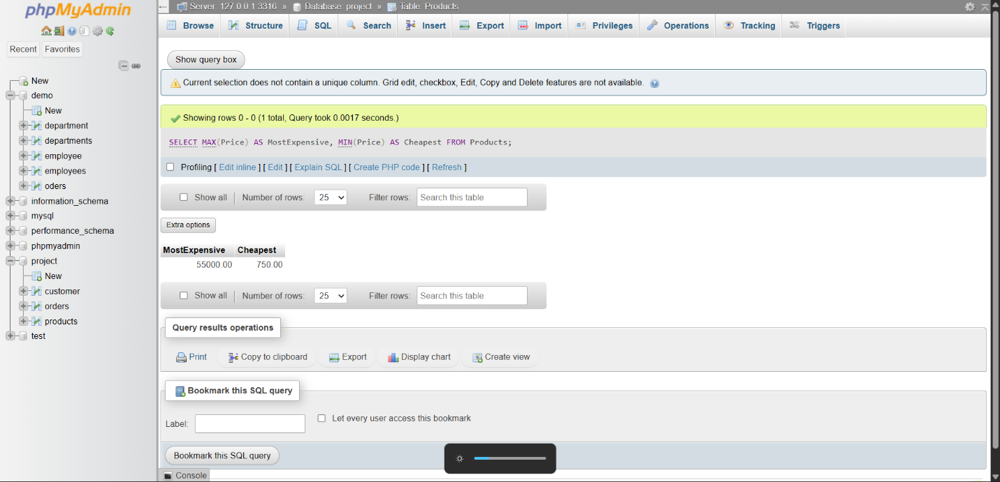 phpMyAdmin
Recent Favorites
New
demo
New
department
departments
employee
employees
oders
information_schema
mysql
performance_schema
phpmyadmin
project
New
customer
orders
products
test
Server: 127.0.0.1:3316 » Database: project » Table: Products
Browse Structure SQL Search Insert Export Import Privileges Operations Tracking Triggers
Show query box
Current selection does not contain a unique column. Grid edit, checkbox, Edit, Copy and Delete features are not available.
Showing rows 0 - 0 (1 total, Query took 0.0017 seconds.)
SELECT MAX(Price) AS MostExpensive, MIN(Price) AS Cheapest FROM Products;
Profiling [ Edit inline ] [ Edit ] [ Explain SQL ] [ Create PHP code ] [ Refresh ]
Show all Number of rows: 25 Filter rows: Search this table
Extra options
MostExpensive Cheapest
55000.00 750.00
Show all Number of rows: 25 Filter rows: Search this table
Query results operations
Print Copy to clipboard Export Display chart Create view
Bookmark this SQL query
Label: Let every user access this bookmark
Bookmark this SQL query
Console